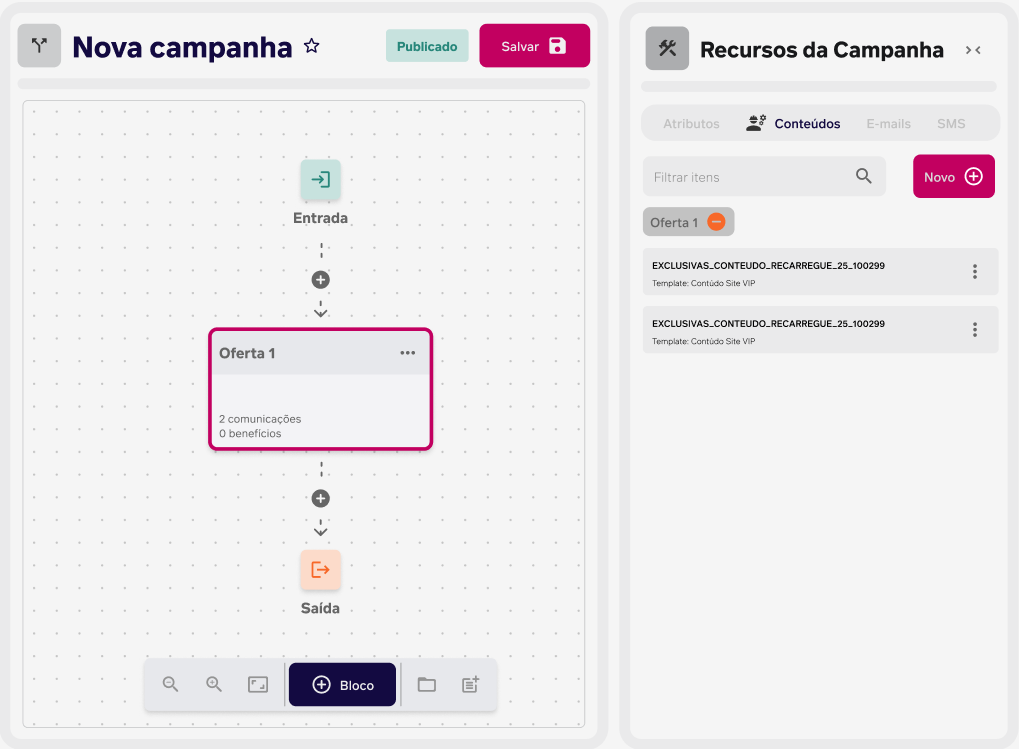 Nova campanha
Publicado
Salvar
Entrada
Oferta 1
2 comunicações
0 benefícios
Saída
Bloco
Recursos da Campanha
Atributos
Conteúdos
E-mails
SMS
Filtrar itens
Novo
Oferta 1
EXCLUSIVAS_CONTEUDO_RECARREGUE_25_100299
Template: Contúdo Site VIP
EXCLUSIVAS_CONTEUDO_RECARREGUE_25_100299
Template: Contúdo Site VIP